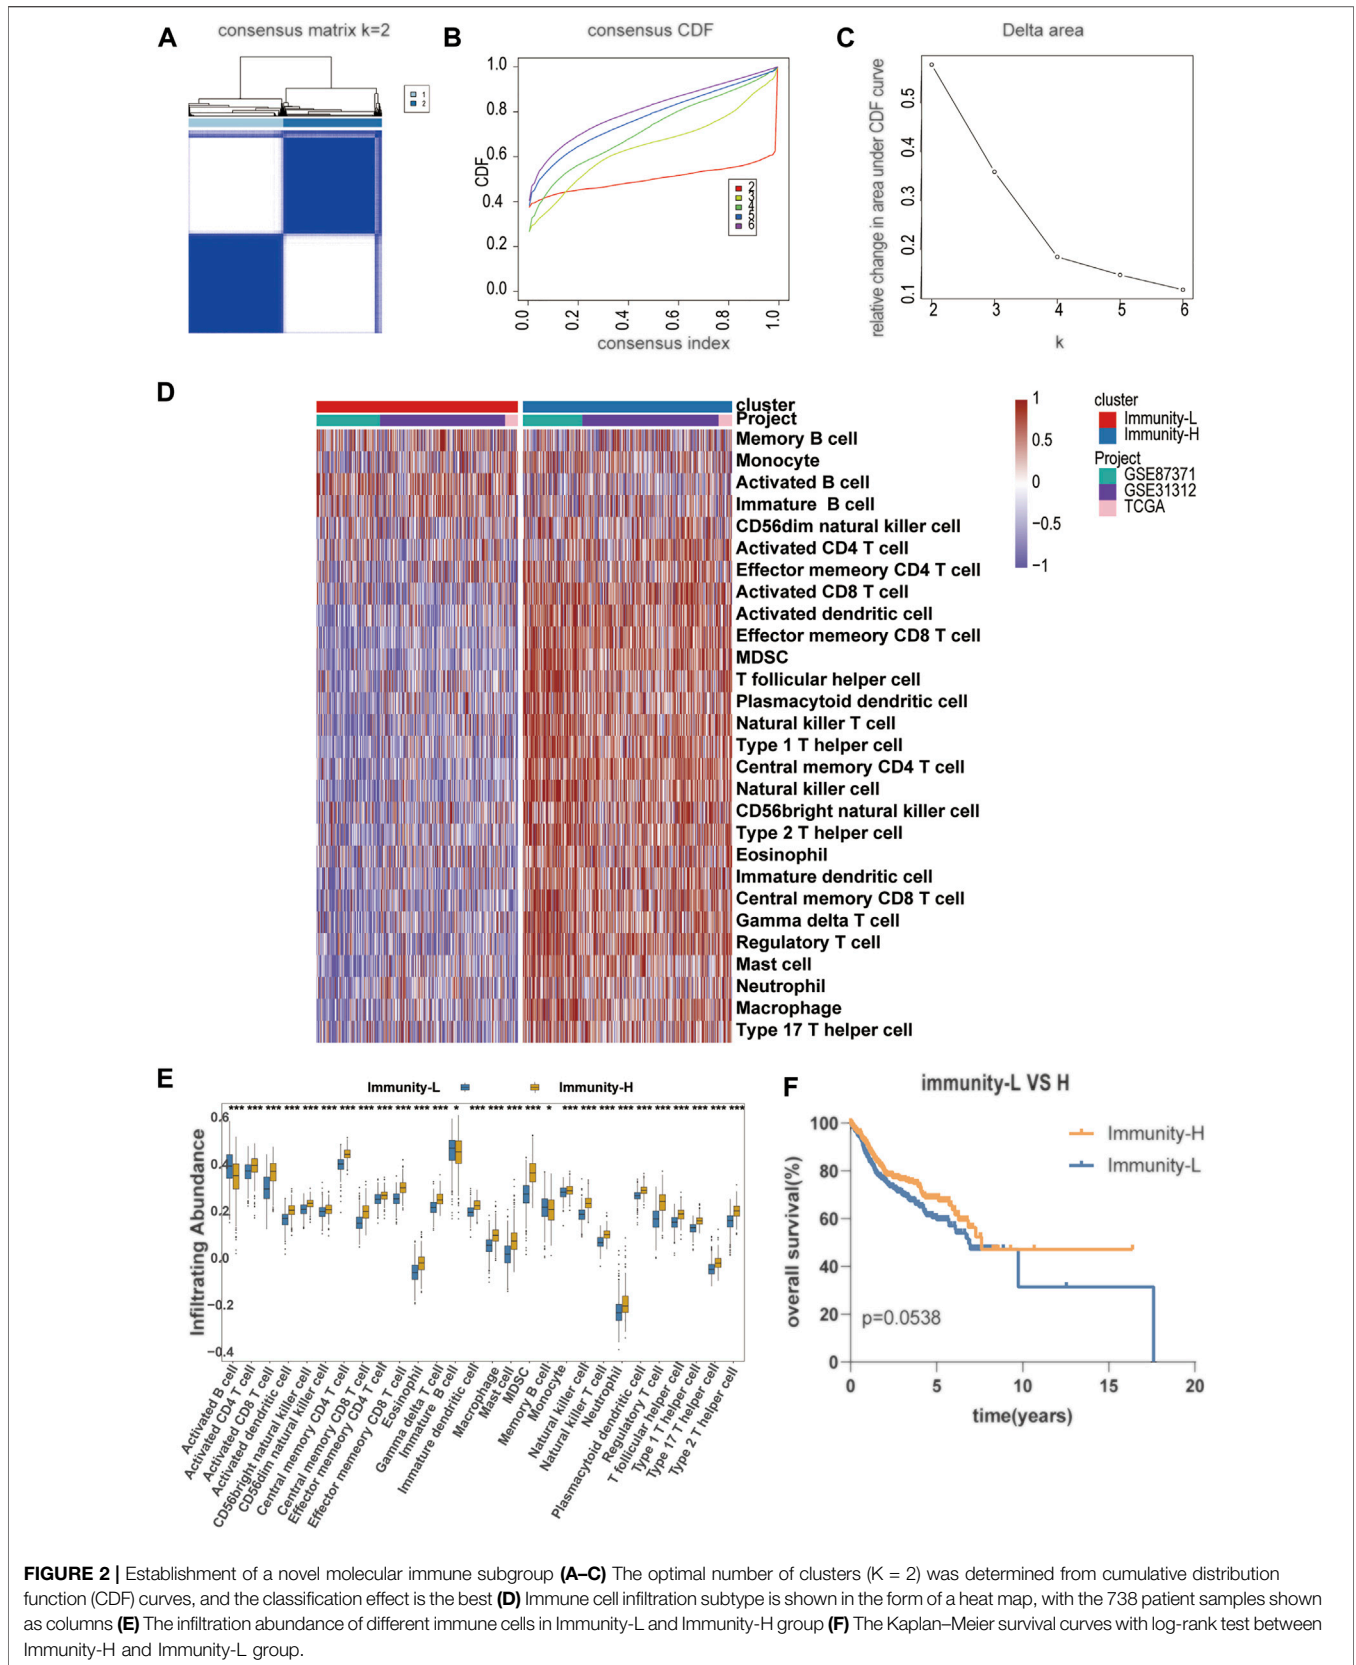 A
consensus matrix k=2
1
2
B
consensus CDF
CDF
1.0
0.8
0.6
0.4
0.2
0.0
2
3
4
5
6
0.0
0.2
0.4
0.6
0.8
1.0
consensus index
C
Delta area
relative change in area under CDF curve
0.5
0.4
0.3
0.2
0.1
2
3
4
5
6
k
D
cluster
Project
Memory B cell
Monocyte
Activated B cell
Immature B cell
CD56dim natural killer cell
Activated CD4 T cell
Effector memeory CD4 T cell
Activated CD8 T cell
Activated dendritic cell
Effector memeory CD8 T cell
MDSC
T follicular helper cell
Plasmacytoid dendritic cell
Natural killer T cell
Type 1 T helper cell
Central memory CD4 T cell
Natural killer cell
CD56bright natural killer cell
Type 2 T helper cell
Eosinophil
Immature dendritic cell
Central memory CD8 T cell
Gamma delta T cell
Regulatory T cell
Mast cell
Neutrophil
Macrophage
Type 17 T helper cell
1
0.5
0
−0.5
−1
cluster
Immunity-L
Immunity-H
Project
GSE87371
GSE31312
TCGA
E
Immunity-L
Immunity-H
*** *** *** *** *** *** *** *** *** *** *** *** * *** *** *** *** * *** *** *** *** *** *** *** *** *** ***
Infiltrating Abundance
0.6
0.4
0.2
0.0
−0.2
−0.4
Activated B cell
Activated CD4 T cell
Activated CD8 T cell
Activated dendritic cell
CD56bright natural killer cell
CD56dim natural killer cell
Central memory CD4 T cell
Central memory CD8 T cell
Effector memeory CD4 T cell
Effector memeory CD8 T cell
Eosinophil
Gamma delta T cell
Immature B cell
Immature dendritic cell
Macrophage
Mast cell
MDSC
Memory B cell
Monocyte
Natural killer cell
Natural killer T cell
Neutrophil
Plasmacytoid dendritic cell
Regulatory T cell
T follicular helper cell
Type 1 T helper cell
Type 17 T helper cell
Type 2 T helper cell
F
immunity-L VS H
overall survival(%)
100
80
60
40
20
0
Immunity-H
Immunity-L
p=0.0538
0
5
10
15
20
time(years)
FIGURE 2 | Establishment of a novel molecular immune subgroup (A–C) The optimal number of clusters (K = 2) was determined from cumulative distribution
function (CDF) curves, and the classification effect is the best (D) Immune cell infiltration subtype is shown in the form of a heat map, with the 738 patient samples shown
as columns (E) The infiltration abundance of different immune cells in Immunity-L and Immunity-H group (F) The Kaplan–Meier survival curves with log-rank test between
Immunity-H and Immunity-L group.